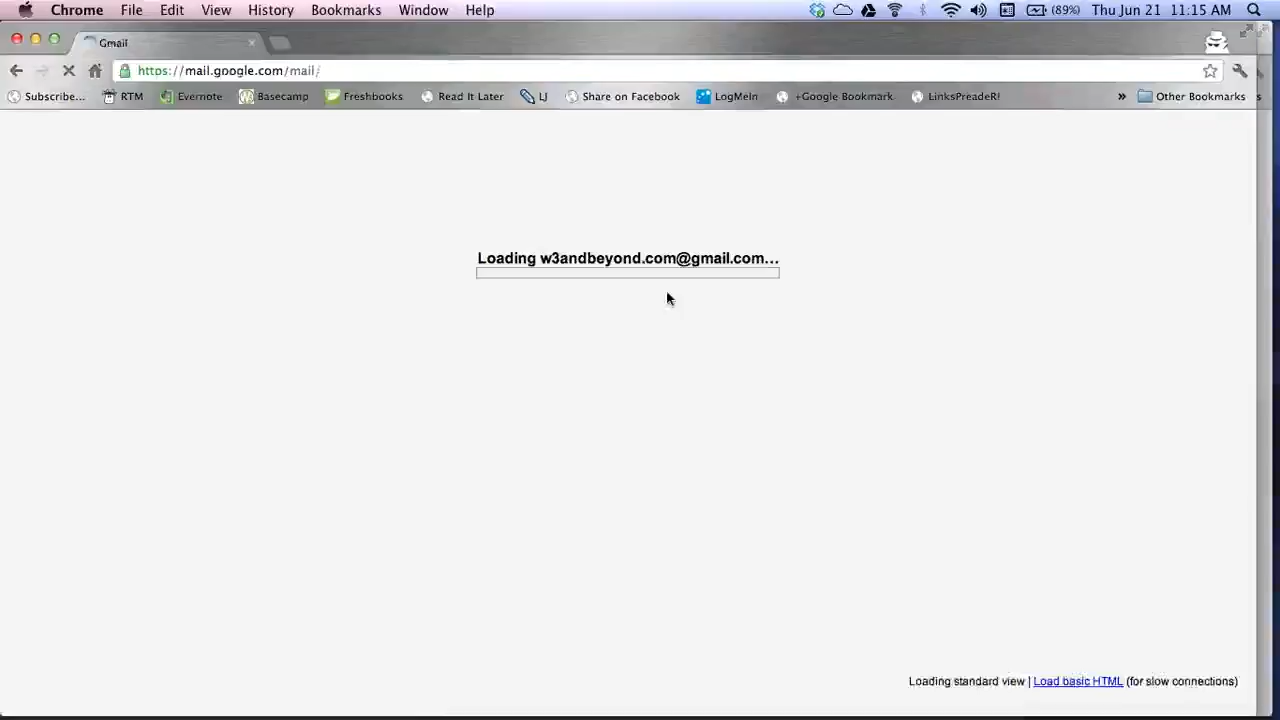 Chrome File Edit View History Bookmarks Window Help (89%) Thu Jun 21 11:15 AM
Gmail
https://mail.google.com/mail/
Subscribe... RTM Evernote Basecamp Freshbooks Read It Later LJ Share on Facebook LogMeIn +Google Bookmark LinksPreadeR! » Other Bookmarks
Loading w3andbeyond.com@gmail.com...
Loading standard view | Load basic HTML (for slow connections)